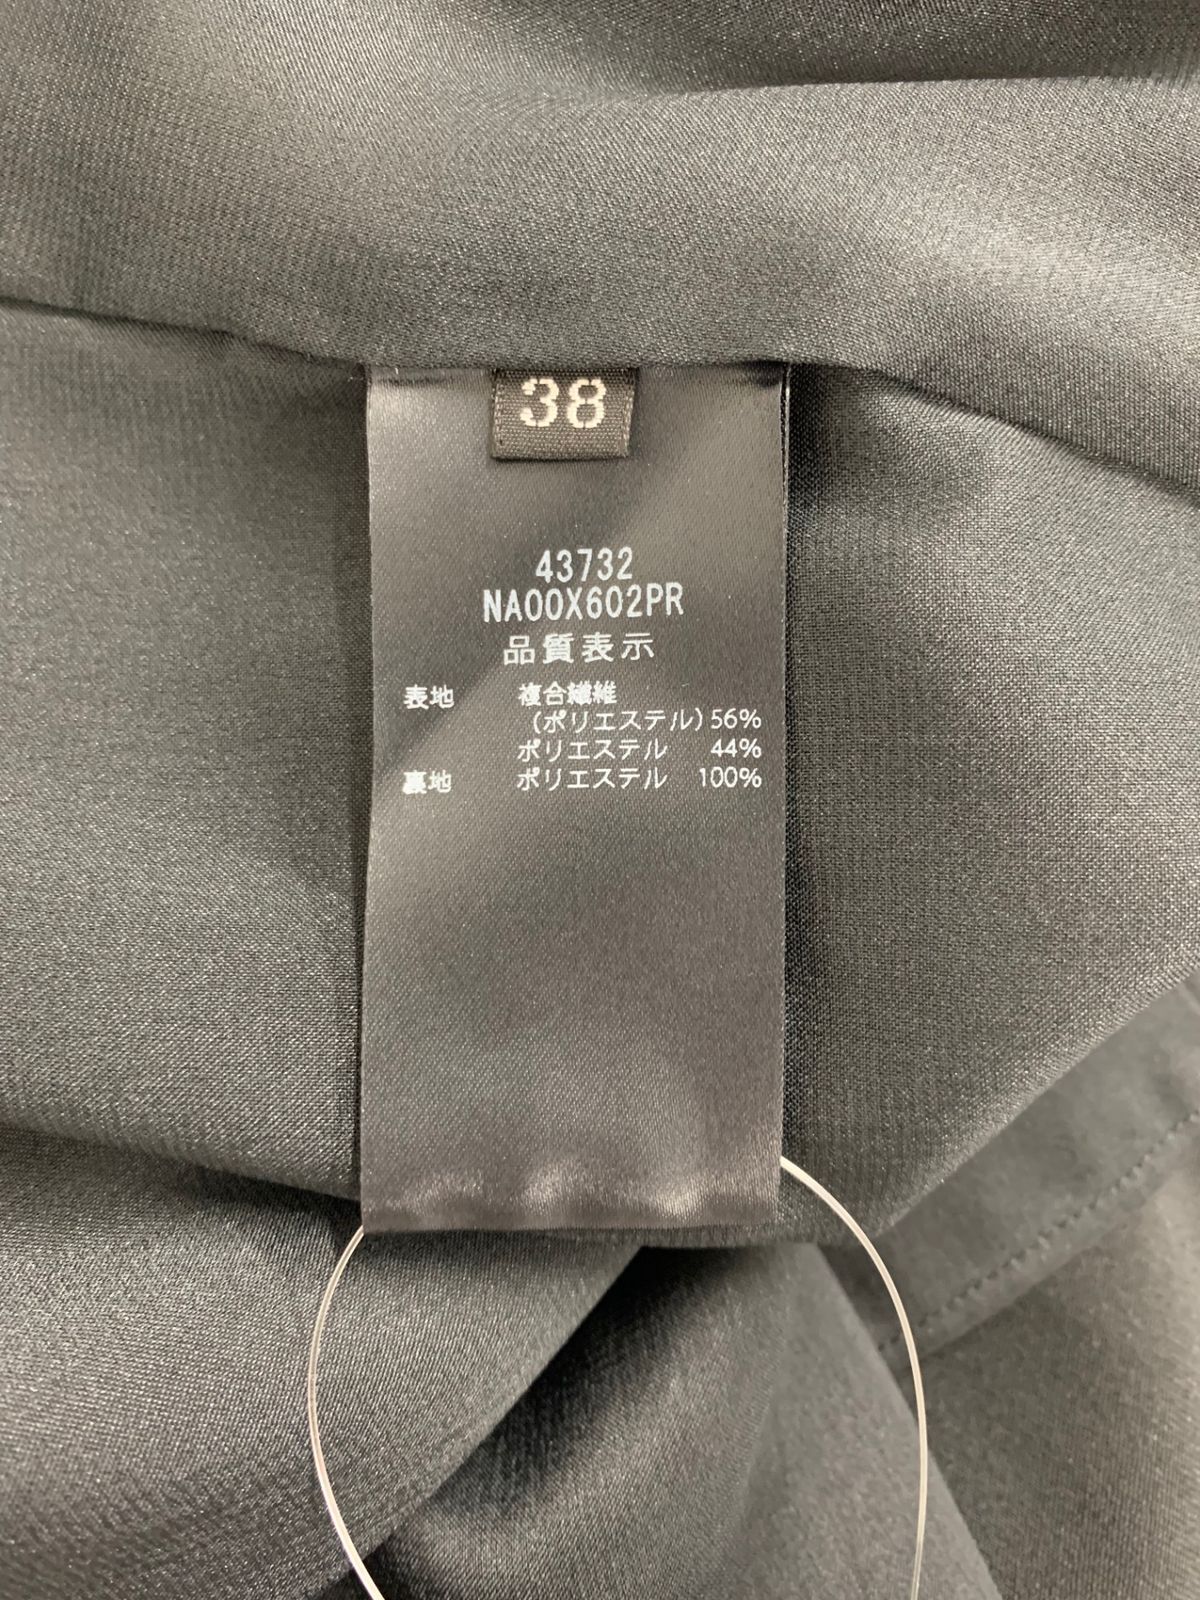 38
43732
NA00X602PR
品質表示
表地 複合繊維
(ポリエステル) 56%
ポリエステル 44%
裏地 ポリエステル 100%